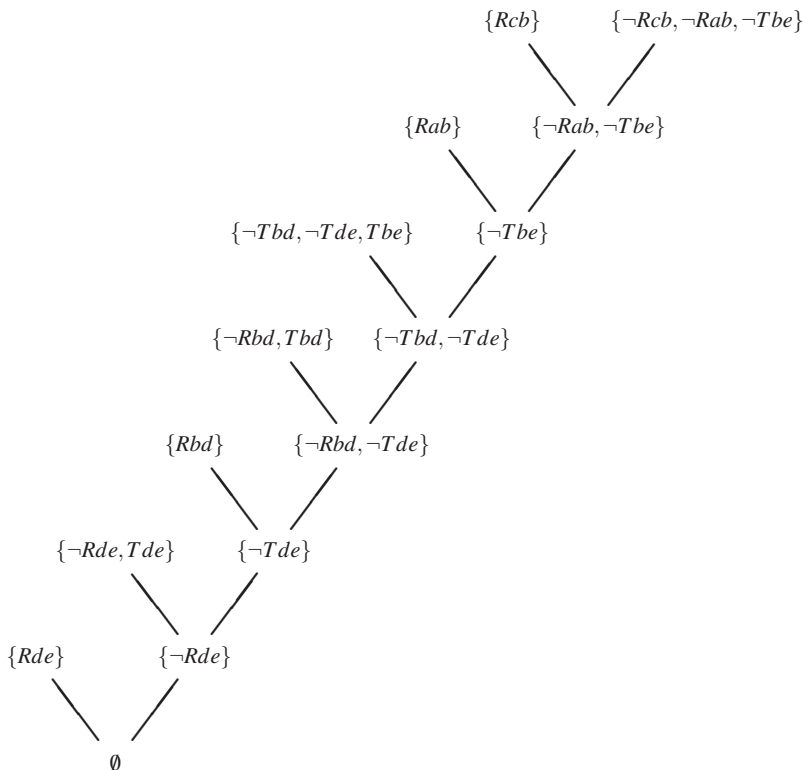 {Rcb} {¬Rcb, ¬Rab, ¬Tbe}
{Rab} {¬Rab, ¬Tbe}
{¬Tbd, ¬Tde, Tbe} {¬Tbe}
{¬Rbd, Tbd} {¬Tbd, ¬Tde}
{Rbd} {¬Rbd, ¬Tde}
{¬Rde, Tde} {¬Tde}
{Rde} {¬Rde}
∅